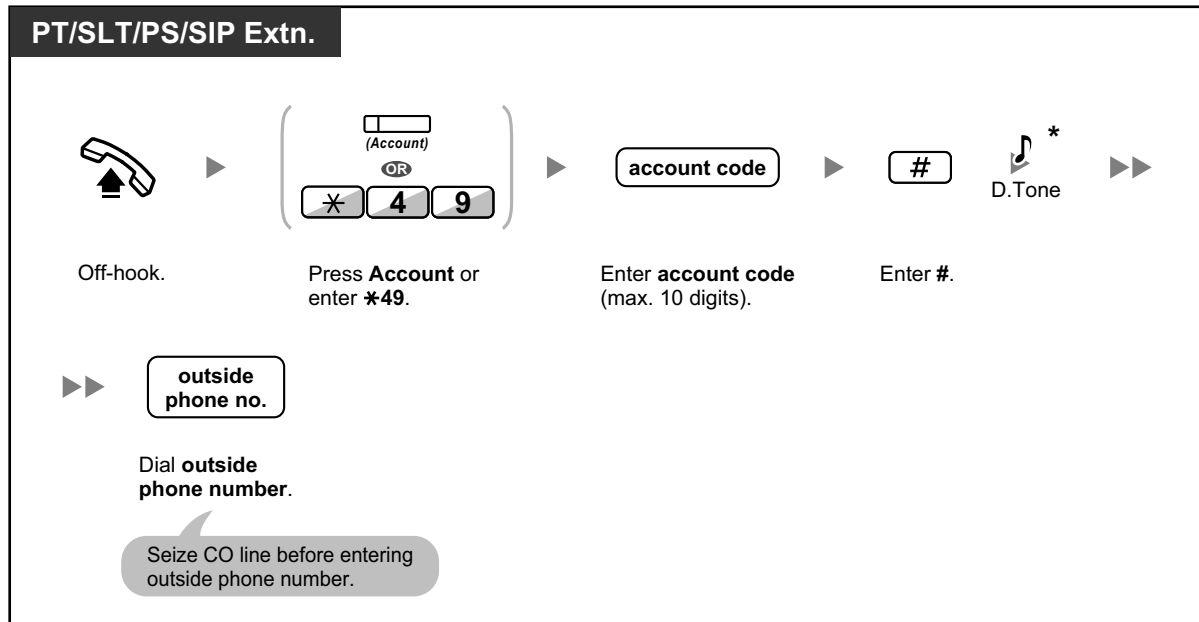 PT/SLT/PS/SIP Extn.
(Account)
OR
* 4 9
account code
#
*
D.Tone
Off-hook.
Press Account or
enter *49.
Enter account code
(max. 10 digits).
Enter #.
outside
phone no.
Dial outside
phone number.
Seize CO line before entering
outside phone number.